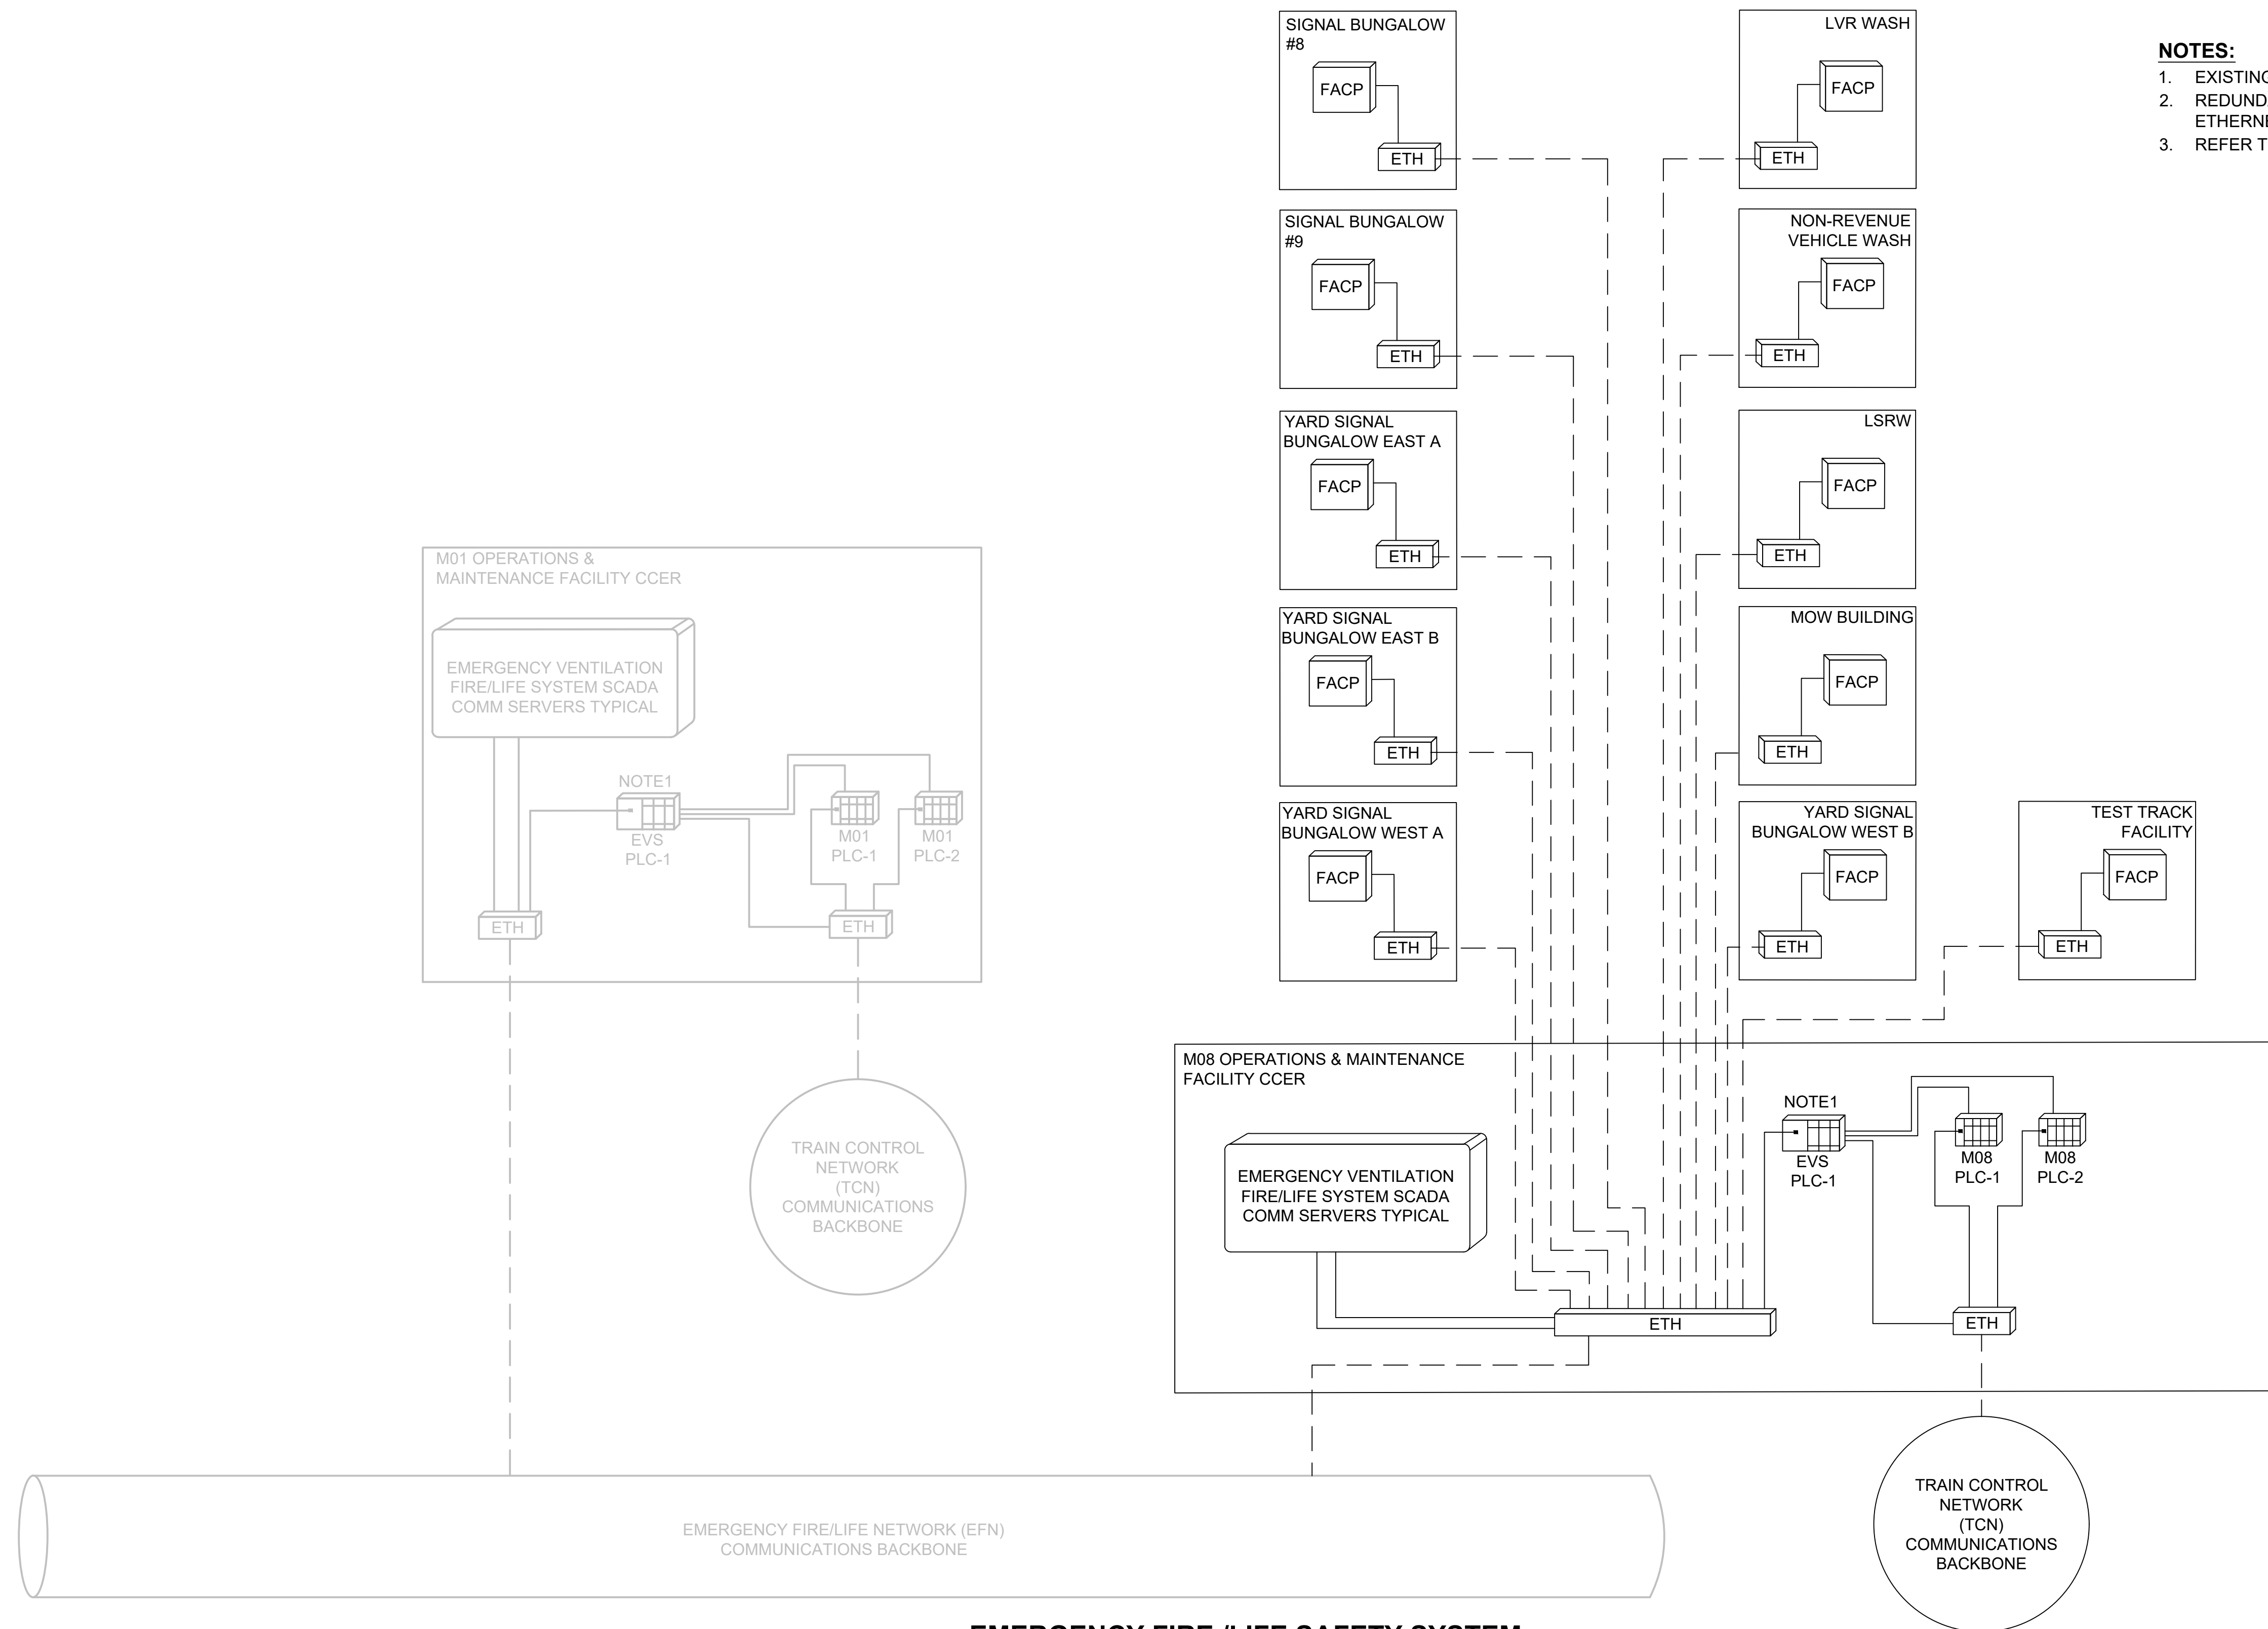 SIGNAL BUNGALOW
#8
FACP
ETH
LVR WASH
FACP
ETH
NOTES:
1. EXISTING
2.
3. REFER
SIGNAL BUNGALOW
#9
FACP
ETH
NON-REVENUE
VEHICLE WASH
FACP
ETH
YARD SIGNAL
BUNGALOW EAST A
FACP
ETH
LSRW
FACP
ETH
YARD SIGNAL
BUNGALOW EAST B
FACP
ETH
MOW BUILDING
FACP
ETH
YARD SIGNAL
BUNGALOW WEST A
FACP
ETH
YARD SIGNAL
BUNGALOW WEST B
FACP
ETH
TEST TRACK
FACILITY
FACP
ETH
M01 OPERATIONS &
MAINTENANCE FACILITY CCER
EMERGENCY VENTILATION
FIRE/LIFE SYSTEM SCADA
COMM SERVERS TYPICAL
NOTE1
EVS
PLC-1
M01
PLC-1
M01
PLC-2
ETH
ETH
TRAIN CONTROL
NETWORK
(TCN)
COMMUNICATIONS
BACKBONE
M08 OPERATIONS & MAINTENANCE
FACILITY CCER
EMERGENCY VENTILATION
FIRE/LIFE SYSTEM SCADA
COMM SERVERS TYPICAL
NOTE1
EVS
PLC-1
M08
PLC-1
M08
PLC-2
ETH
ETH
TRAIN CONTROL
NETWORK
(TCN)
COMMUNICATIONS
BACKBONE
EMERGENCY FIRE/LIFE NETWORK (EFN)
COMMUNICATIONS BACKBONE
EMERGENCY FIRE /LIFE SAFETY SYSTEM